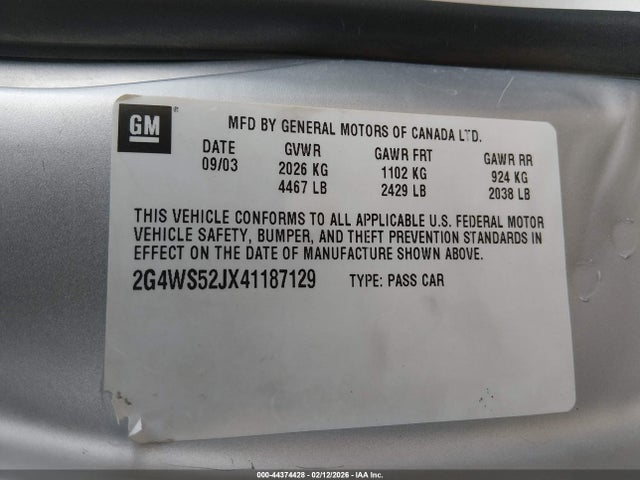 GM ®
MFD BY GENERAL MOTORS OF CANADA LTD.
DATE GVWR GAWR FRT GAWR RR
09/03 2026 KG 1102 KG 924 KG
4467 LB 2429 LB 2038 LB
THIS VEHICLE CONFORMS TO ALL APPLICABLE U.S. FEDERAL MOTOR
VEHICLE SAFETY, BUMPER, AND THEFT PREVENTION STANDARDS IN
EFFECT ON THE DATE OF MANUFACTURE SHOWN ABOVE.
2G4WS52JX41187129 TYPE: PASS CAR
000-44374428 - 02/12/2026 - IAA Inc.